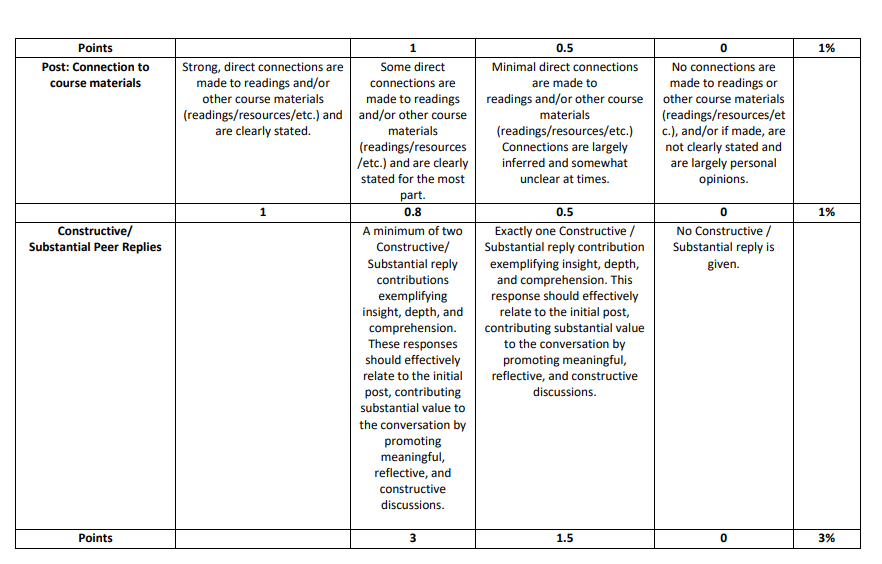 Points 1 0.5 0 1%
Post: Connection to
course materials
Strong, direct connections are
made to readings and/or
other course materials
(readings/resources/etc.) and
are clearly stated.
Some direct
connections are
made to readings
and/or other course
materials
(readings/resources
/etc.) and are clearly
stated for the most
part.
Minimal direct connections
are made to
readings and/or other course
materials
(readings/resources/etc.)
Connections are largely
inferred and somewhat
unclear at times.
No connections are
made to readings or
other course materials
(readings/resources/et
c.), and/or if made, are
not clearly stated and
are largely personal
opinions.
1 0.8 0.5 0 1%
Constructive/
Substantial Peer Replies
A minimum of two
Constructive/
Substantial reply
contributions
exemplifying
insight, depth, and
comprehension.
These responses
should effectively
relate to the initial
post, contributing
substantial value to
the conversation by
promoting
meaningful,
reflective, and
constructive
discussions.
Exactly one Constructive /
Substantial reply contribution
exemplifying insight, depth,
and comprehension. This
response should effectively
relate to the initial post,
contributing substantial value
to the conversation by
promoting meaningful,
reflective, and constructive
discussions.
No Constructive /
Substantial reply is
given.
Points 3 1.5 0 3%